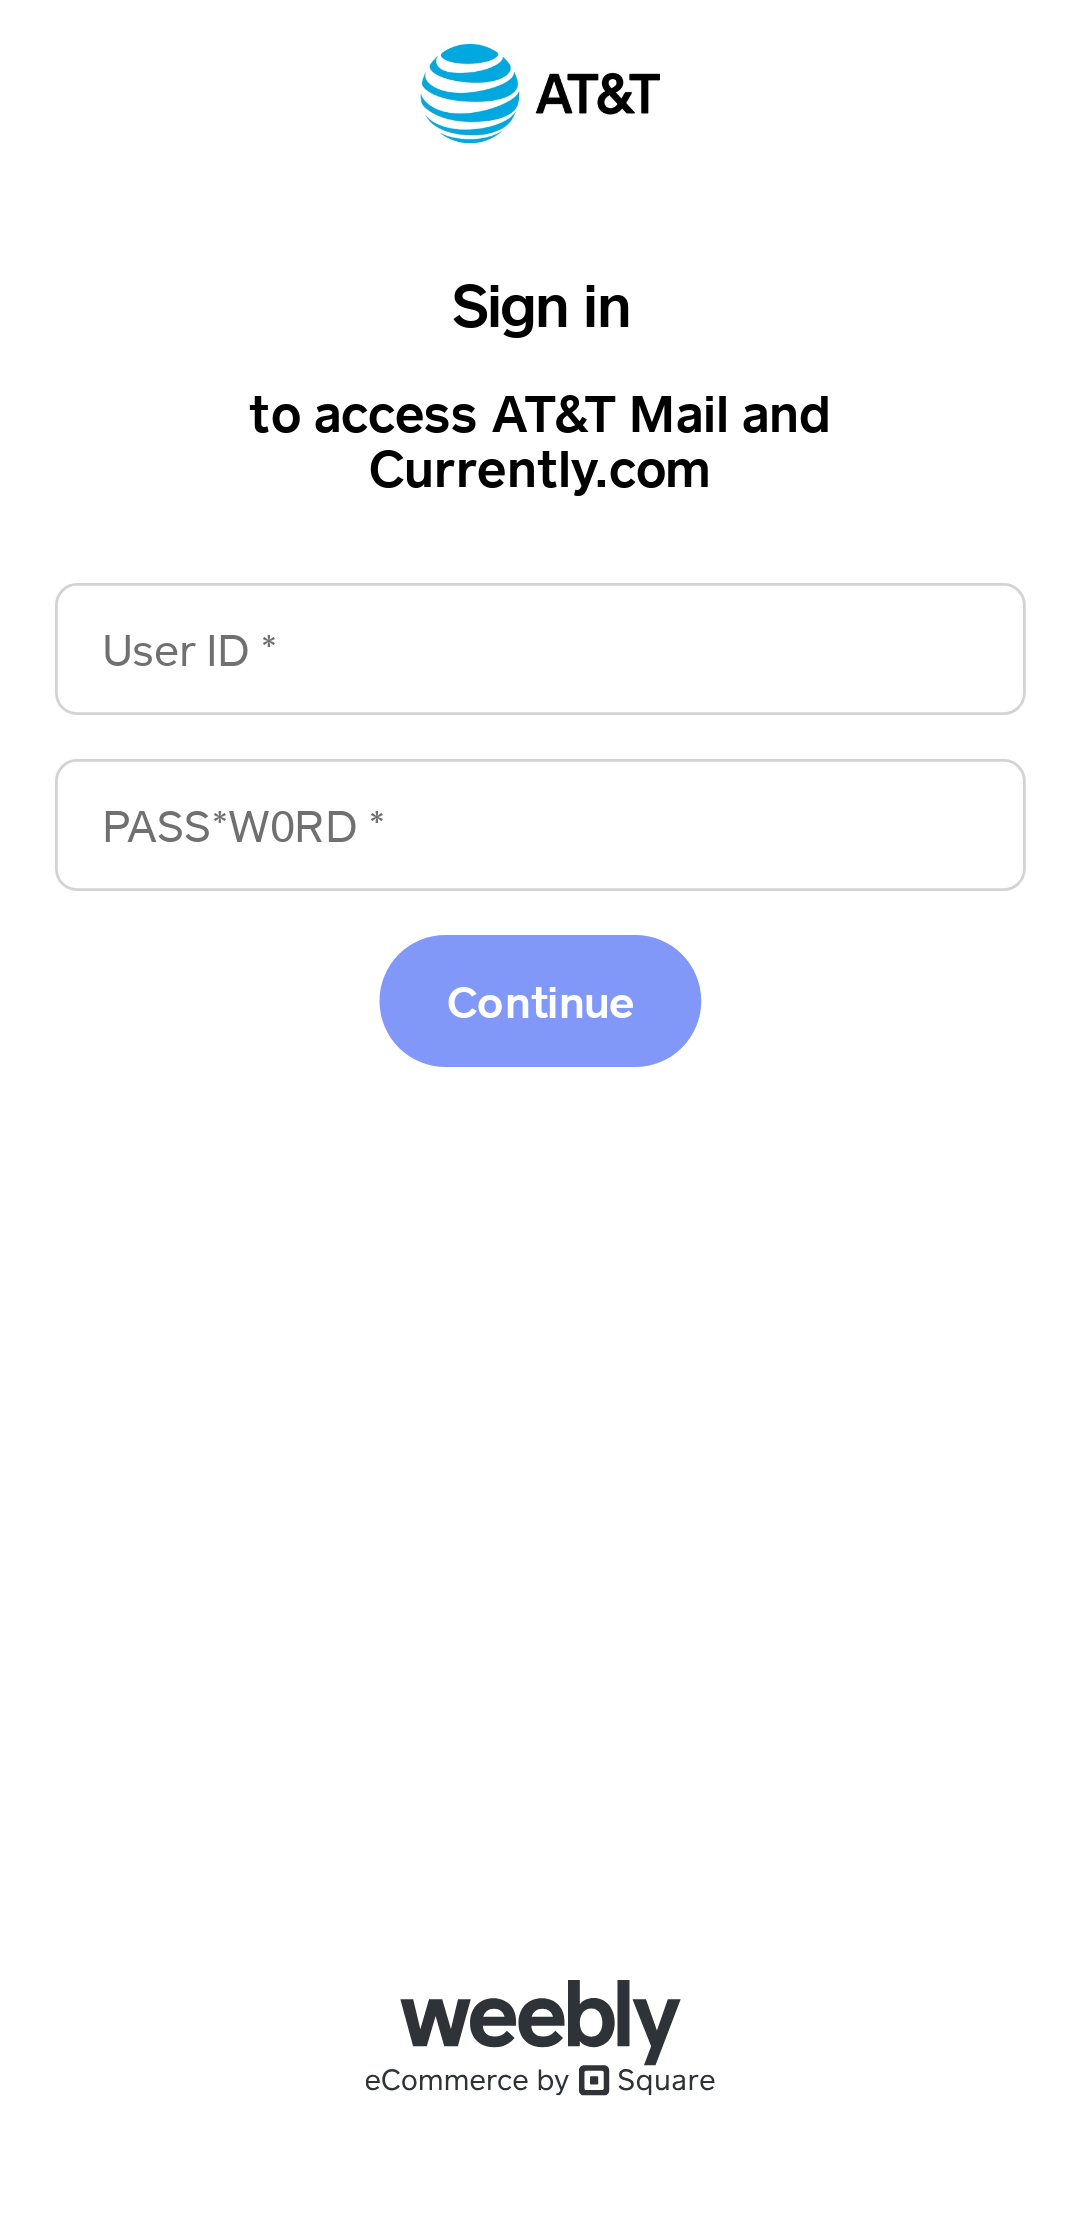 AT&T
Sign in
to access AT&T Mail and
Currently.com
User ID *
PASS*W0RD *
Continue
weebly
eCommerce by Square